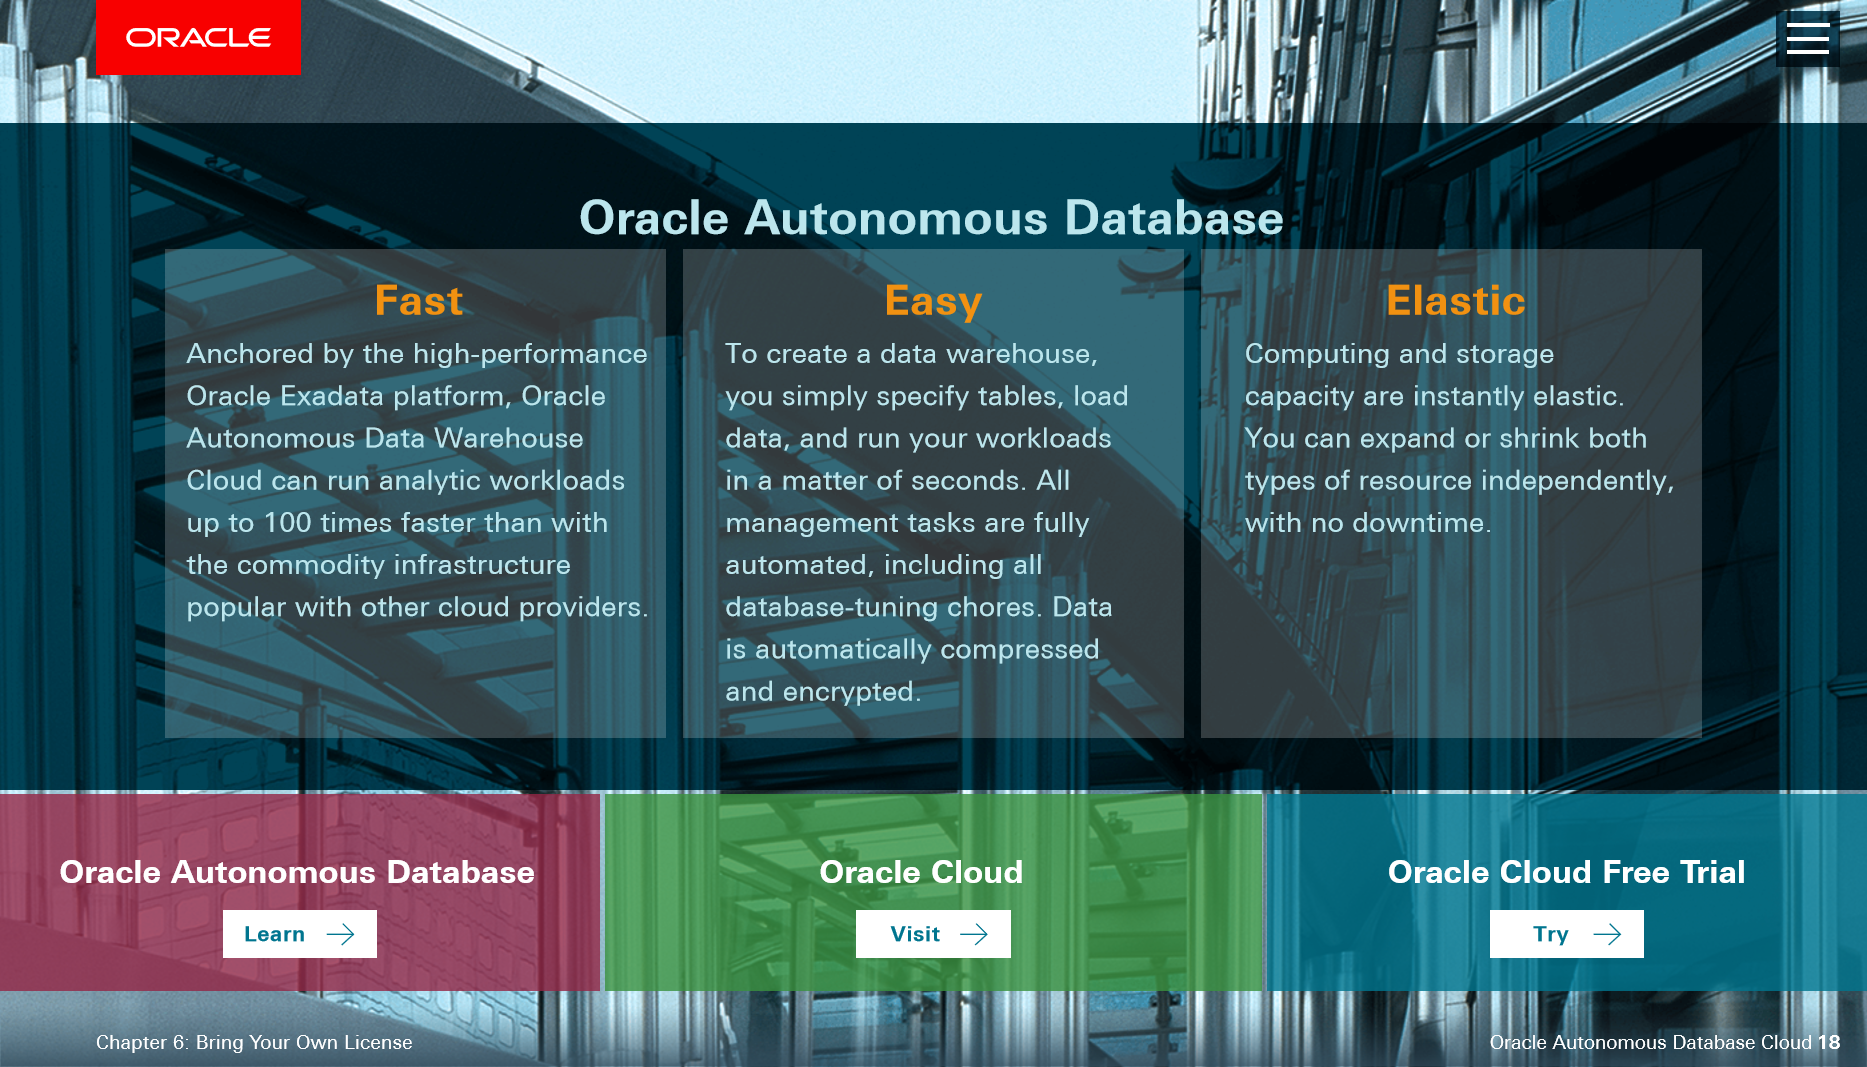 ORACLE
Oracle Autonomous Database
Fast
Anchored by the high-performance
Oracle Exadata platform, Oracle
Autonomous Data Warehouse
Cloud can run analytic workloads
up to 100 times faster than with
the commodity infrastructure
popular with other cloud providers.
Easy
To create a data warehouse,
you simply specify tables, load
data, and run your workloads
in a matter of seconds. All
management tasks are fully
automated, including all
database-tuning chores. Data
is automatically compressed
and encrypted.
Elastic
Computing and storage
capacity are instantly elastic.
You can expand or shrink both
types of resource independently,
with no downtime.
Oracle Autonomous Database
Learn
Oracle Cloud
Visit
Oracle Cloud Free Trial
Try
Chapter 6: Bring Your Own License
Oracle Autonomous Database Cloud 18